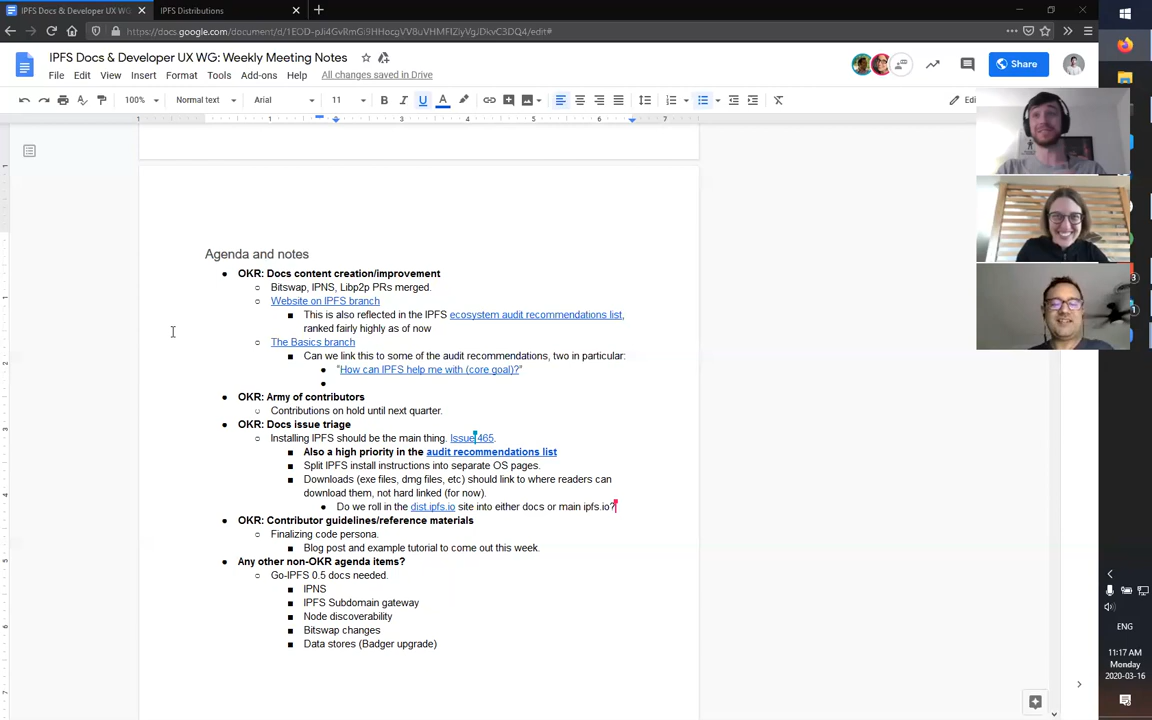 IPFS Docs & Developer UX WG:
IPFS Distributions
https://docs.google.com/document/d/
IPFS Docs & Developer UX WG: Weekly Meeting Notes
File Edit View Insert Format Tools Add-ons Help All changes saved in Drive
Share
100% Normal text Arial 11 B I U A
Agenda and notes
OKR: Docs content creation/improvement
Bitswap, IPNS, Libp2p PRs merged.
Website on IPFS branch
This is also reflected in the IPFS ecosystem audit recommendations list,
ranked fairly highly as of now
The Basics branch
Can we link this to some of the audit recommendations, two in particular:
"How can IPFS help me with (core goal)?"
OKR: Army of contributors
Contributions on hold until next quarter.
OKR: Docs issue triage
Installing IPFS should be the main thing. Issue 465.
Also a high priority in the audit recommendations list
Split IPFS install instructions into separate OS pages.
Downloads (exe files, dmg files, etc) should link to where readers can
download them, not hard linked (for now).
Do we roll in the dist.ipfs.io site into either docs or main ipfs.io?
OKR: Contributor guidelines/reference materials
Finalizing code persona.
Blog post and example tutorial to come out this week.
Any other non-OKR agenda items?
Go-IPFS 0.5 docs needed.
IPNS
IPFS Subdomain gateway
Node discoverability
Bitswap changes
Data stores (Badger upgrade)
ENG
11:17 AM
Monday
2020-03-16